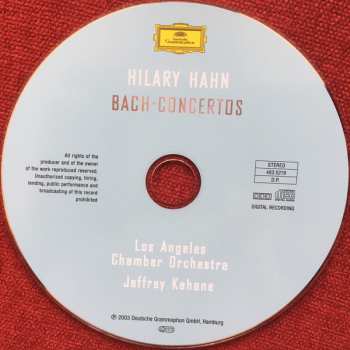 Deutsche
Grammophon
HILARY HAHN
BACH-CONCERTOS
All rights of the
producer and of the owner
of the work reproduced reserved.
Unauthorized copying, hiring,
lending, public performance and
broadcasting of this record
prohibited
STEREO
D.P.
DIGITAL RECORDING
Los Angeles
Chamber Orchestra
Jeffrey Kahane
℗ 2003 Deutsche Grammophon GmbH, Hamburg